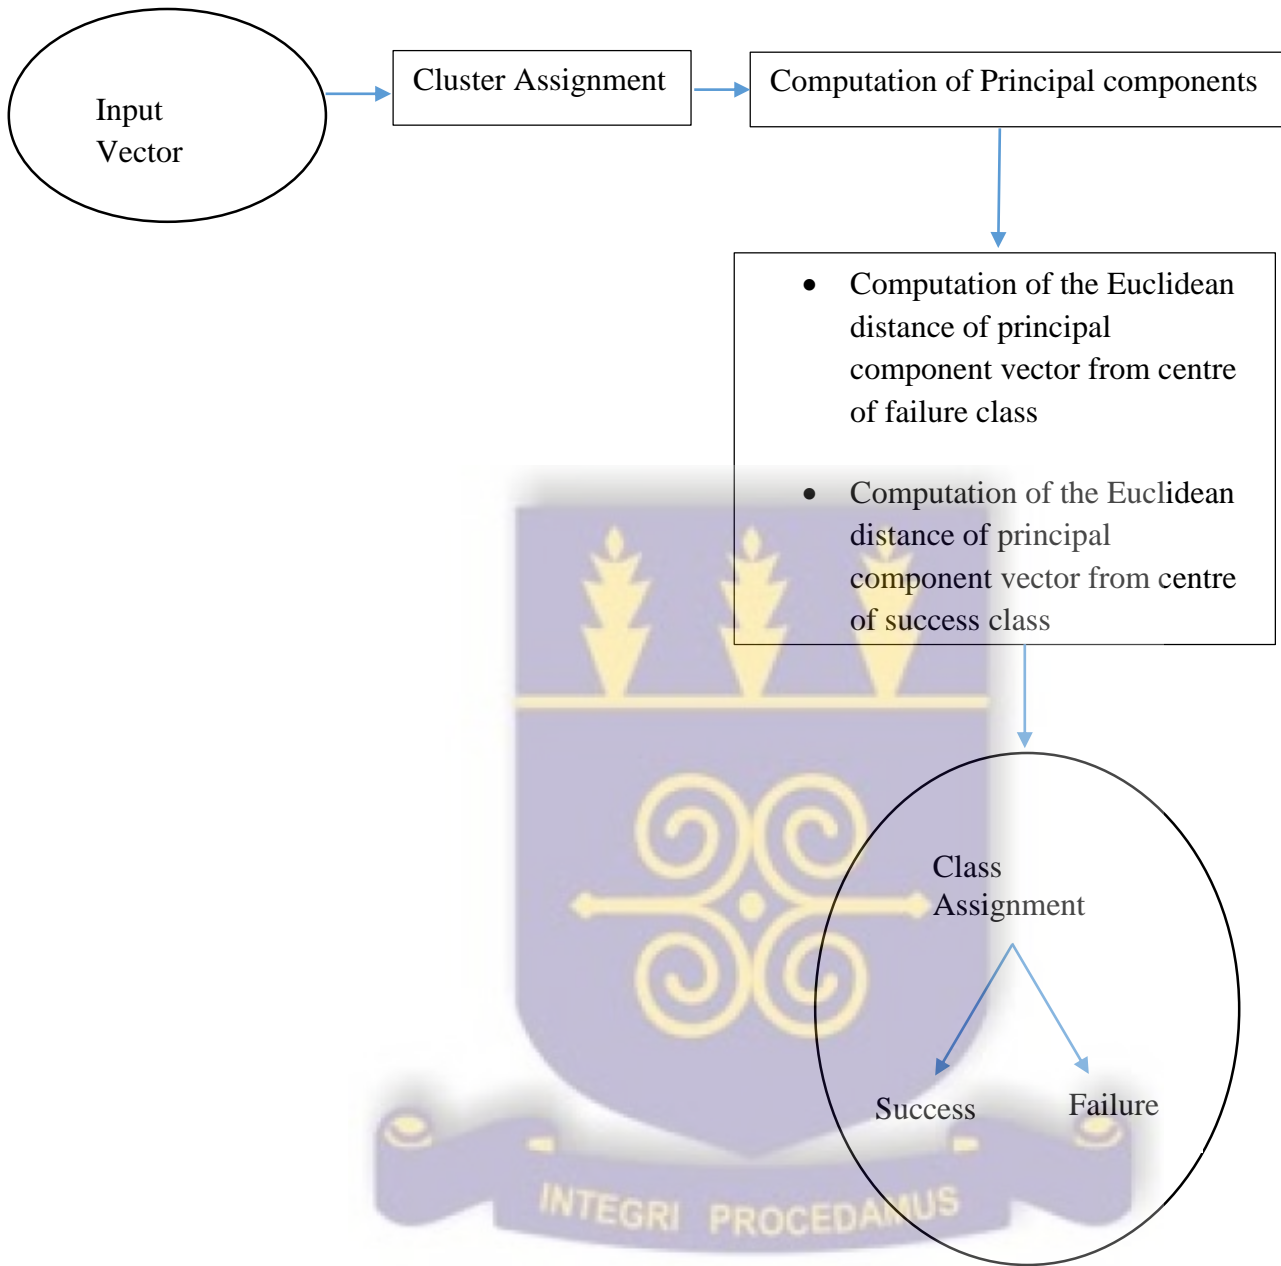 Input
Vector
Cluster Assignment
Computation of Principal components
• Computation of the Euclidean
distance of principal
component vector from centre
of failure class
• Computation of the Euclidean
distance of principal
component vector from centre
of success class
Class
Assignment
Success
Failure
INTEGRI PROCEDAMUS